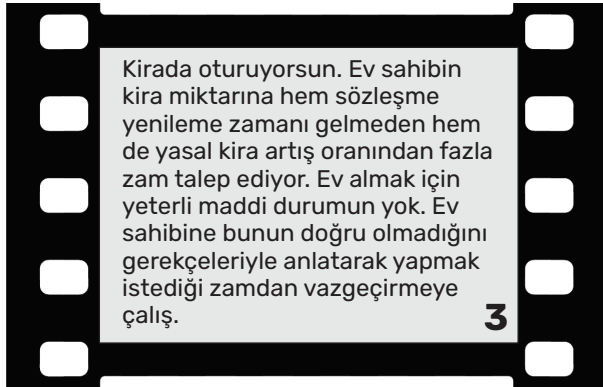 Kirada oturuyorsun. Ev sahibin
kira miktarına hem sözleşme
yenileme zamanı gelmeden hem
de yasal kira artış oranından fazla
zam talep ediyor. Ev almak için
yeterli maddi durumun yok. Ev
sahibine bunun doğru olmadığını
gerekçeleriyle anlatarak yapmak
istediği zamdan vazgeçirmeye
çalış.
3